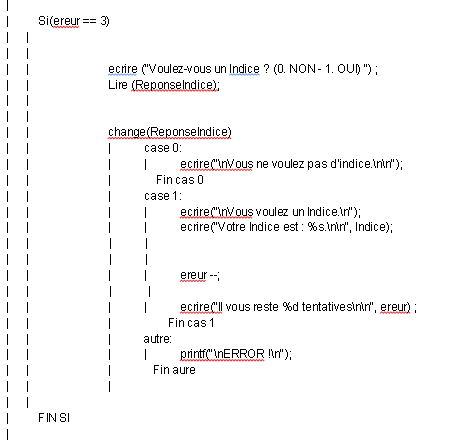 Si(ereur == 3)
ecrire ("Voulez-vous un Indice ? (0. NON - 1. OUI) ") ;
Lire (ReponseIndice);
change(ReponseIndice)
case 0:
ecrire("\nVous ne voulez pas d'indice.\n\n");
Fin cas 0
case 1:
ecrire("\nVous voulez un Indice.\n");
ecrire("Votre Indice est : %s.\n\n", Indice);
ereur --;
ecrire("Il vous reste %d tentatives\n\n", ereur) ;
Fin cas 1
autre:
printf("\nERROR !\n");
Fin aure
FIN SI